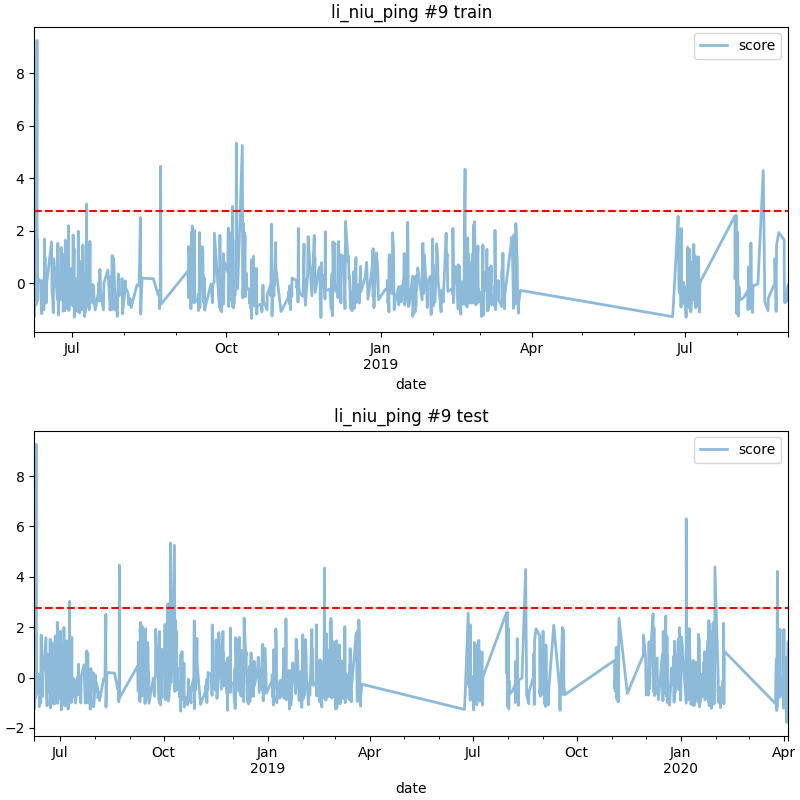 li_niu_ping #9 train
score
8
6
4
2
0
Jul
Oct
Jan
2019
Apr
Jul
date
li_niu_ping #9 test
score
8
6
4
2
0
−2
Jul
Oct
Jan
2019
Apr
Jul
Oct
Jan
2020
Apr
date